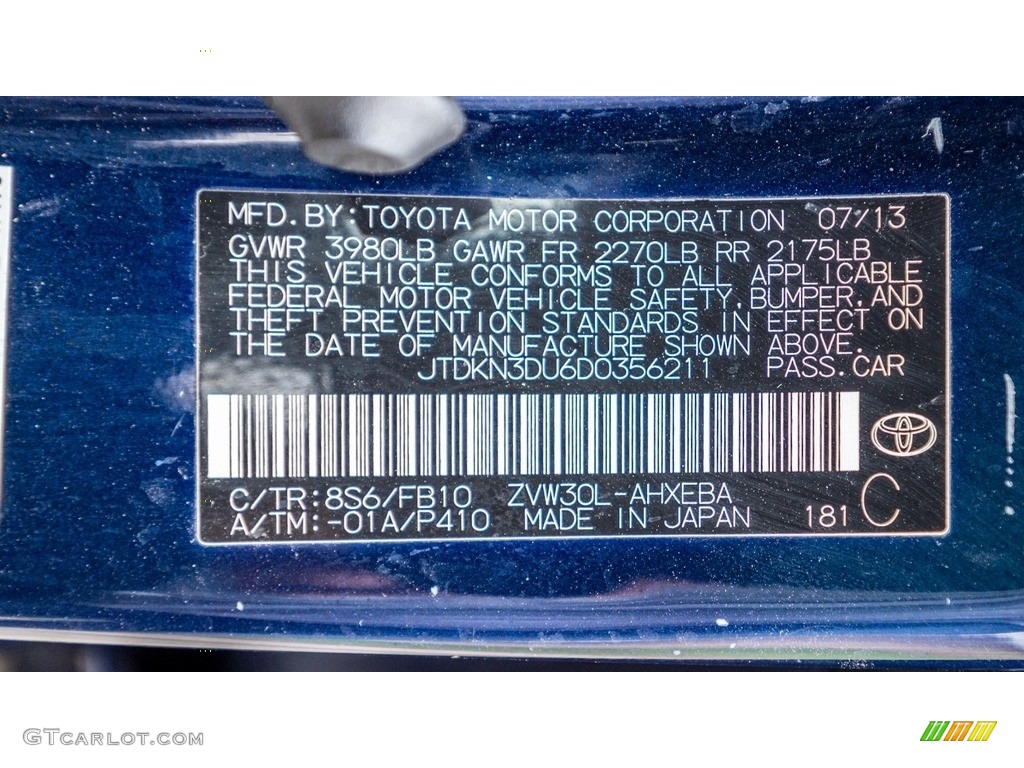 MFD. BY: TOYOTA MOTOR CORPORATION 07/13
GVWR 3980LB GAWR FR 2270LB RR 2175LB
THIS VEHICLE CONFORMS TO ALL APPLICABLE
FEDERAL MOTOR VEHICLE SAFETY, BUMPER, AND
THEFT PREVENTION STANDARDS IN EFFECT ON
THE DATE OF MANUFACTURE SHOWN ABOVE.
JTDKN3DU6D0356211 PASS. CAR
C/TR: 8S6/FB10 ZVW30L-AHXEBA
A/TM: -01A/P410 MADE IN JAPAN 181 C
GTCARLOT.COM